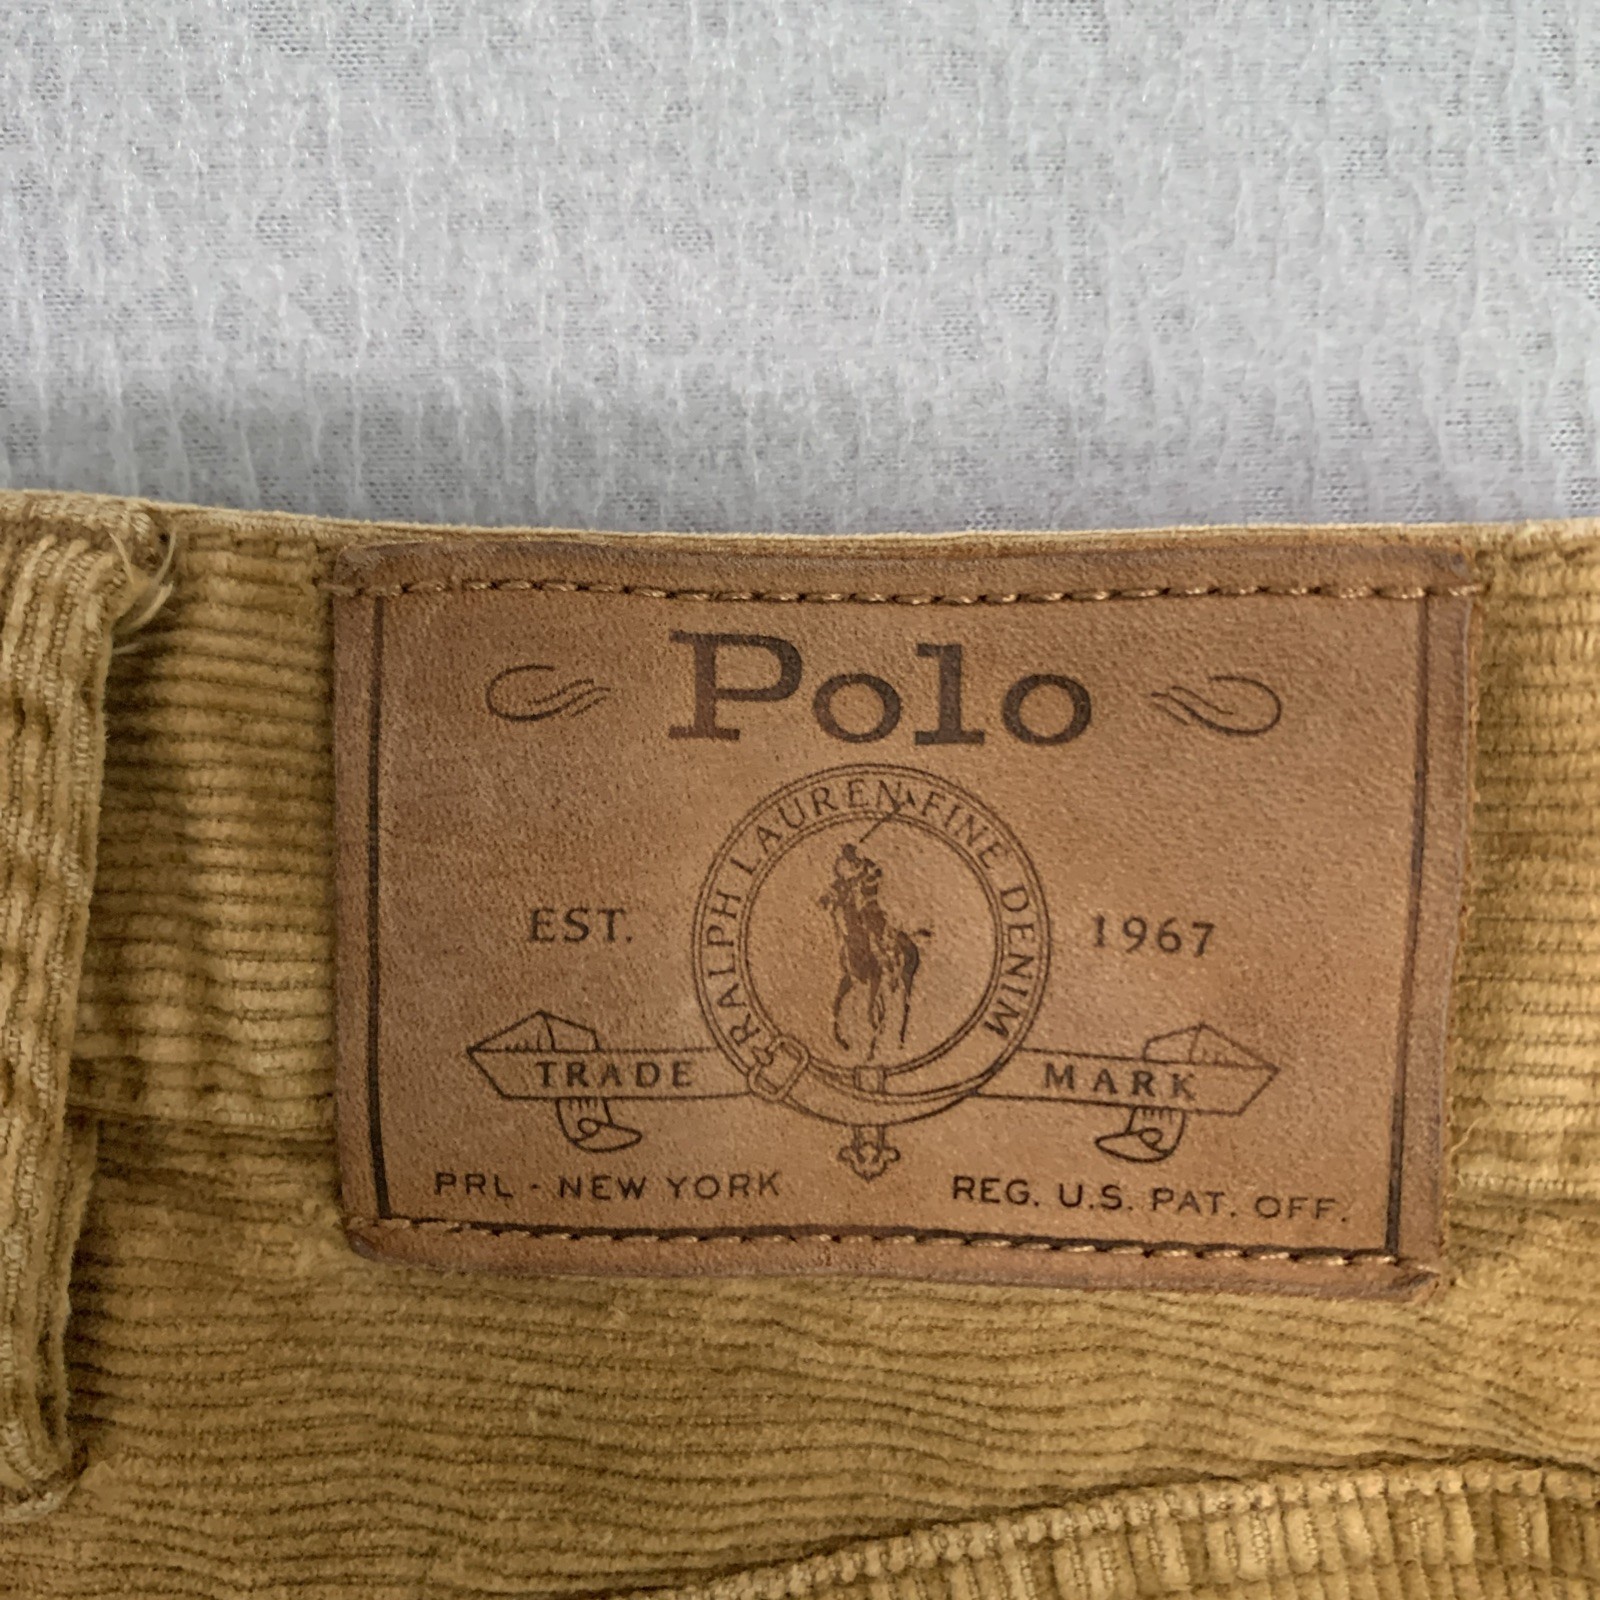 Polo
RALPH LAUREN FINE DENIM
EST. 1967
TRADE MARK
PRL - NEW YORK REG. U.S. PAT. OFF.